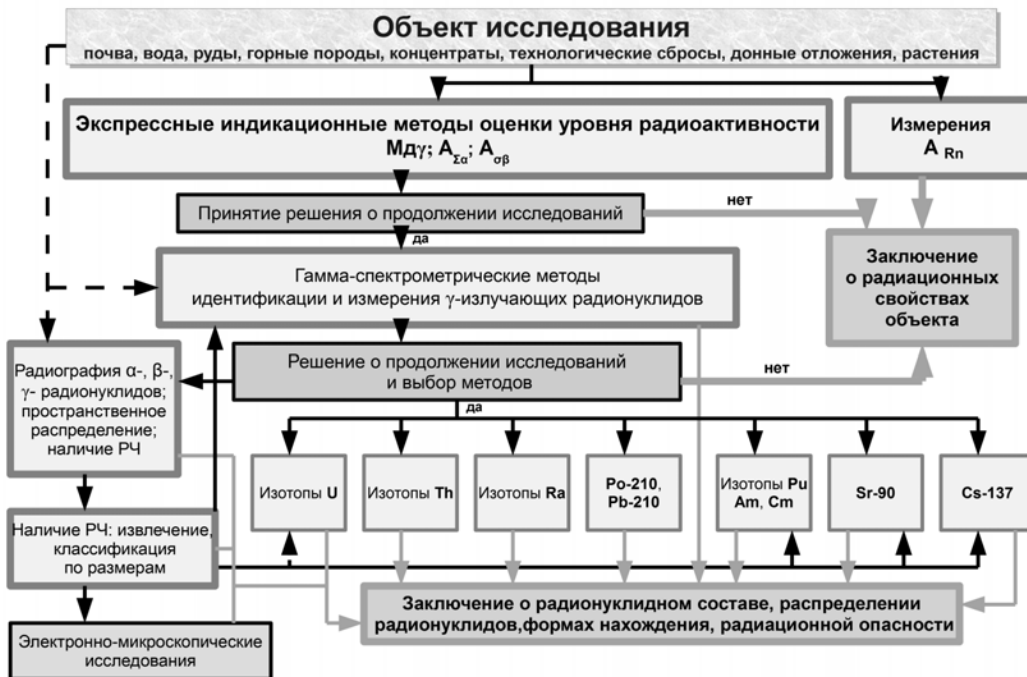 Объект исследования
почва, вода, руды, горные породы, концентраты, технологические сбросы, донные отложения, растения
Экспрессные индикационные методы оценки уровня радиоактивности
Мдγ; AΣα; Aσβ
Измерения
A Rn
Принятие решения о продолжении исследований
нет
да
Заключение
о радиационных
свойствах
объекта
Гамма-спектрометрические методы
идентификации и измерения γ-излучающих радионуклидов
Решение о продолжении исследований
и выбор методов
нет
да
Радиография α-, β-,
γ- радионуклидов;
пространственное
распределение;
наличие РЧ
Изотопы U
Изотопы Th
Изотопы Ra
Po-210,
Pb-210
Изотопы Pu
Am, Cm
Sr-90
Cs-137
Наличие РЧ: извлечение,
классификация
по размерам
Заключение о радионуклидном составе, распределении
радионуклидов,формах нахождения, радиационной опасности
Электронно-микроскопические
исследования